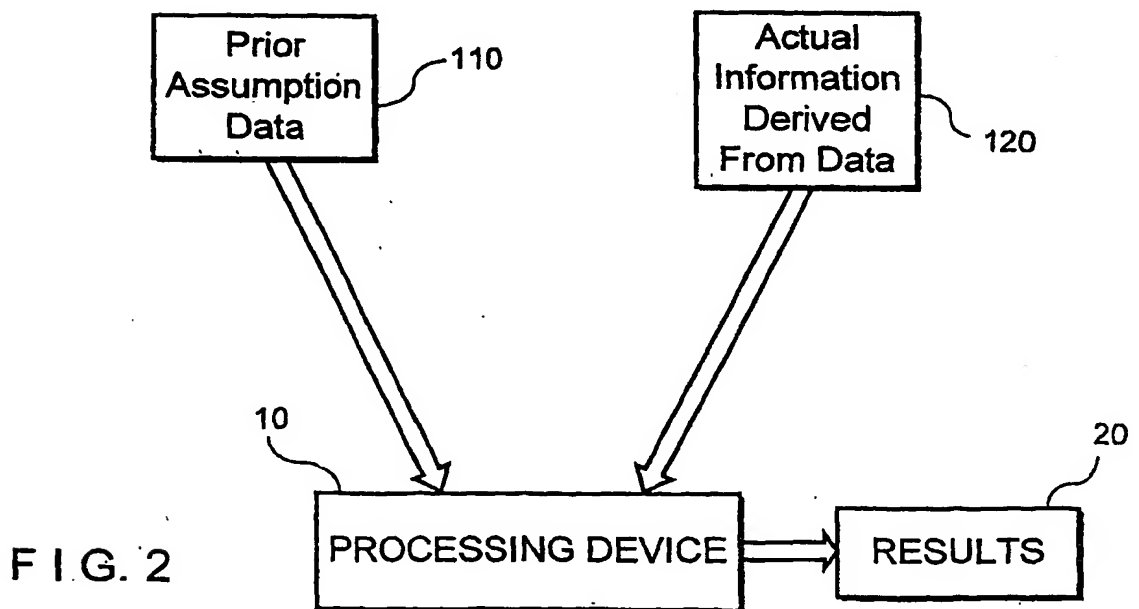 Prior
Assumption
Data
110
Actual
Information
Derived
From Data
120
10
PROCESSING DEVICE
20
RESULTS
FIG. 2